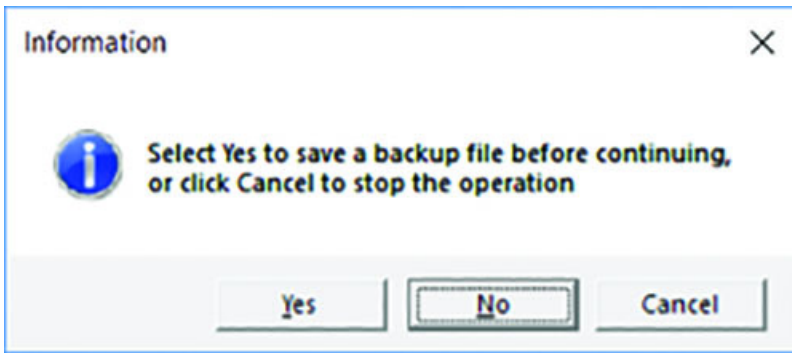 Information
Select Yes to save a backup file before continuing,
or click Cancel to stop the operation
Yes No Cancel